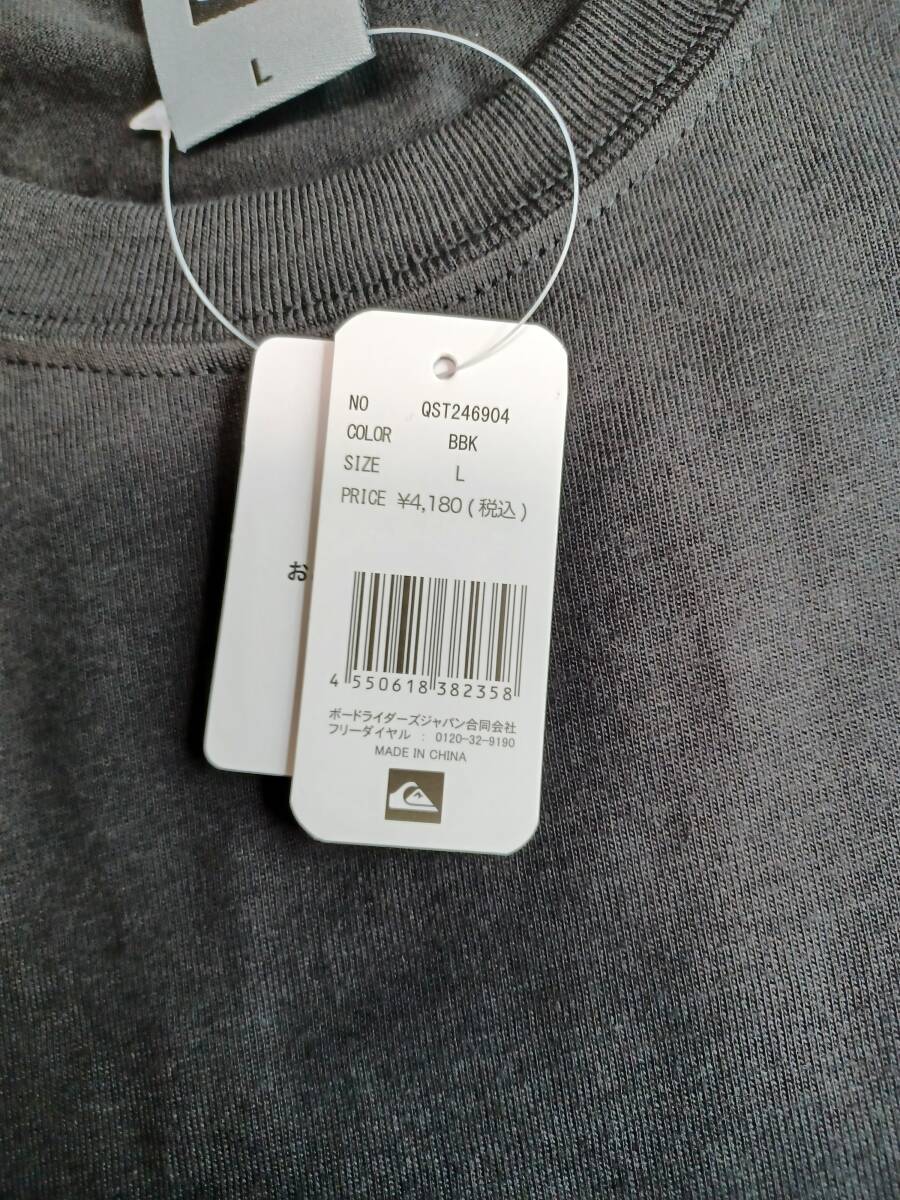 L
NO QST246904
COLOR BBK
SIZE L
PRICE ¥4,180(税込)
お
4 550618 382358
ボードライダーズジャパン合同会社
フリーダイヤル : 0120-32-9190
MADE IN CHINA